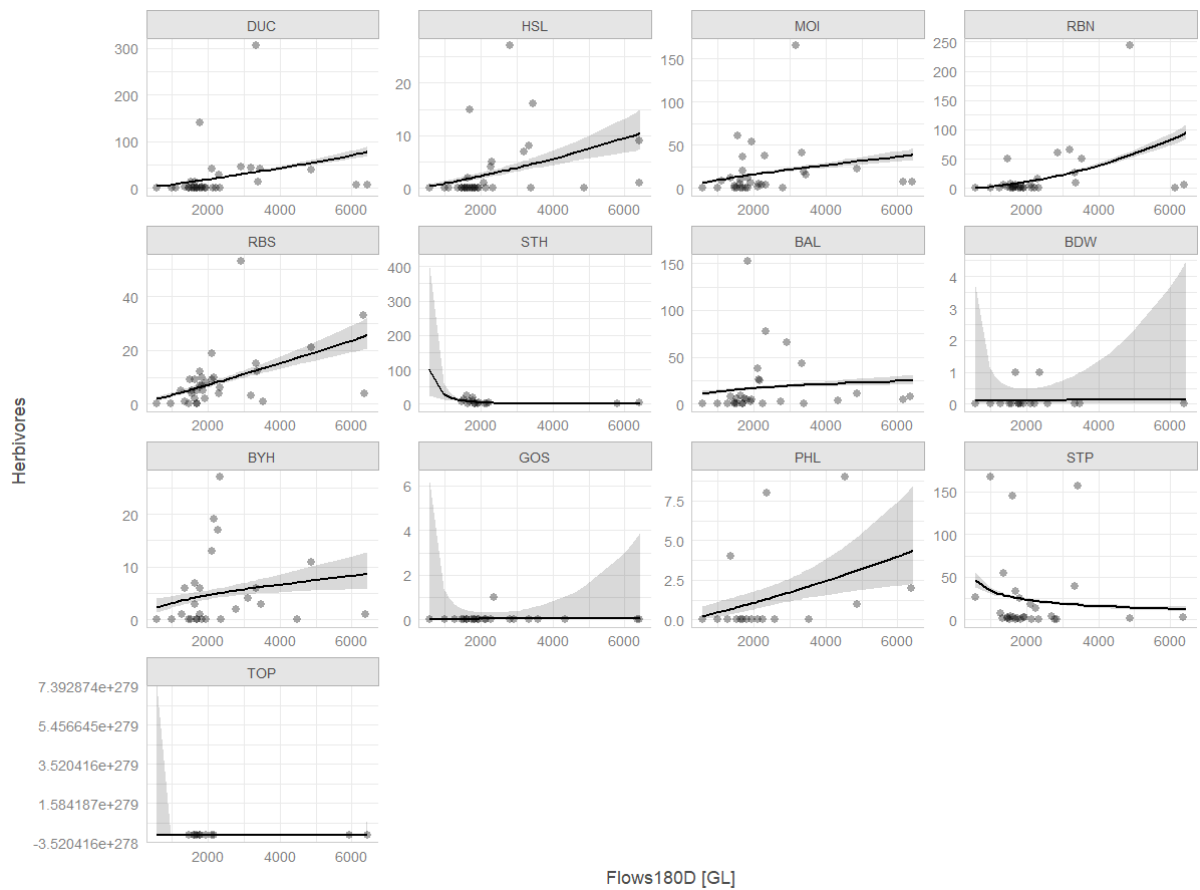 DUC HSL MOI RBN
300 200 100 0
20 10 0
150 100 50 0
250 200 150 100 50 0
2000 4000 6000 2000 4000 6000 2000 4000 6000 2000 4000 6000
RBS STH BAL BDW
40 20 0
400 300 200 100 0
150 100 50 0
4 3 2 1 0
2000 4000 6000 2000 4000 6000 2000 4000 6000 2000 4000 6000
Herbivores
BYH GOS PHL STP
20 10 0
6 4 2 0
7.5 5.0 2.5 0.0
150 100 50 0
2000 4000 6000 2000 4000 6000 2000 4000 6000 2000 4000 6000
TOP
7.392874e+279
5.456645e+279
3.520416e+279
1.584187e+279
-3.520416e+278
2000 4000 6000
Flows180D [GL]